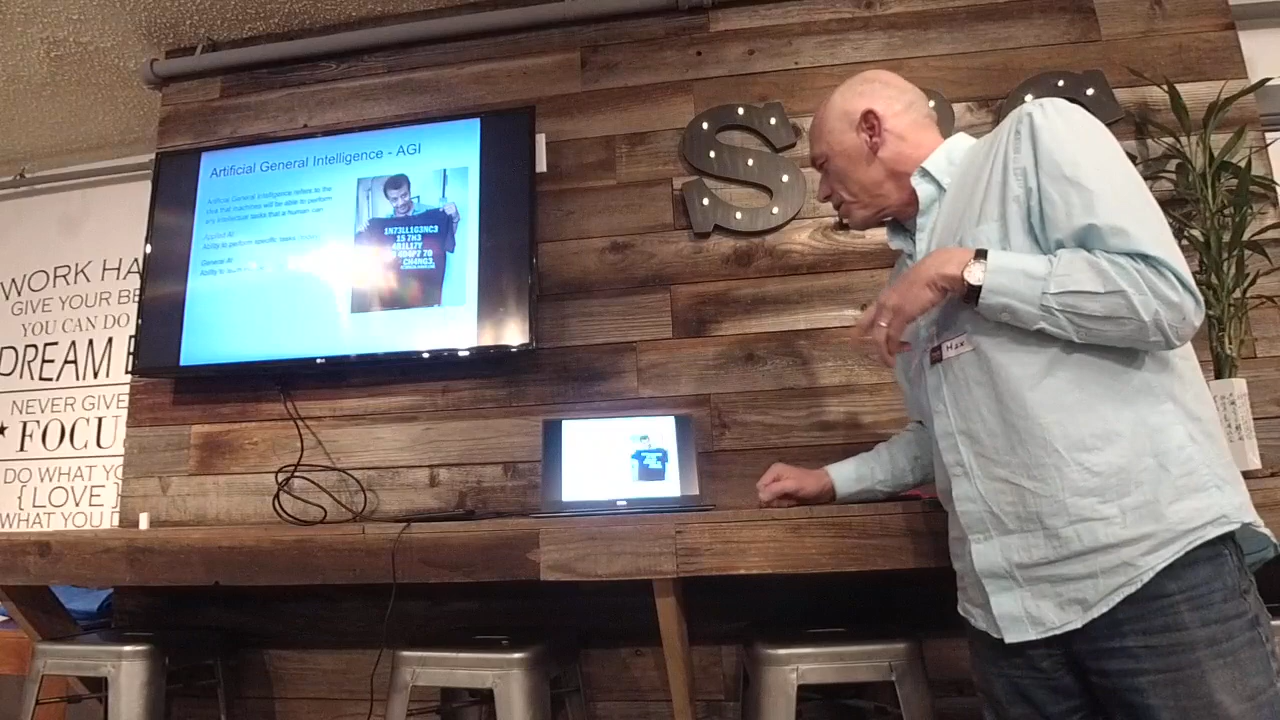 Artificial General Intelligence - AGI
Artificial General Intelligence refers to the
idea that machines will be able to perform
any intellectual tasks that a human can
Applied AI:
Ability to perform specific tasks
General AI:
Ability to
1N73LL1G3NC3
15 7H3
4B1L17Y
4D4P7 70
CH4NG3
LG
S
WORK HA
GIVE YOUR BE
YOU CAN DO
DREAM B
NEVER GIVE
FOCU
DO WHAT YO
{LOVE}
WHAT YOU D